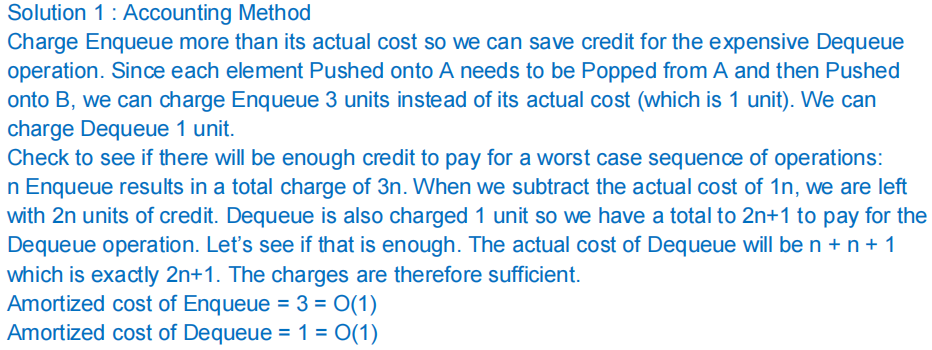 Solution 1 : Accounting Method
Charge Enqueue more than its actual cost so we can save credit for the expensive Dequeue
operation. Since each element Pushed onto A needs to be Popped from A and then Pushed
onto B, we can charge Enqueue 3 units instead of its actual cost (which is 1 unit). We can
charge Dequeue 1 unit.
Check to see if there will be enough credit to pay for a worst case sequence of operations:
n Enqueue results in a total charge of 3n. When we subtract the actual cost of 1n, we are left
with 2n units of credit. Dequeue is also charged 1 unit so we have a total to 2n+1 to pay for the
Dequeue operation. Let’s see if that is enough. The actual cost of Dequeue will be n + n + 1
which is exactly 2n+1. The charges are therefore sufficient.
Amortized cost of Enqueue = 3 = O(1)
Amortized cost of Dequeue = 1 = O(1)